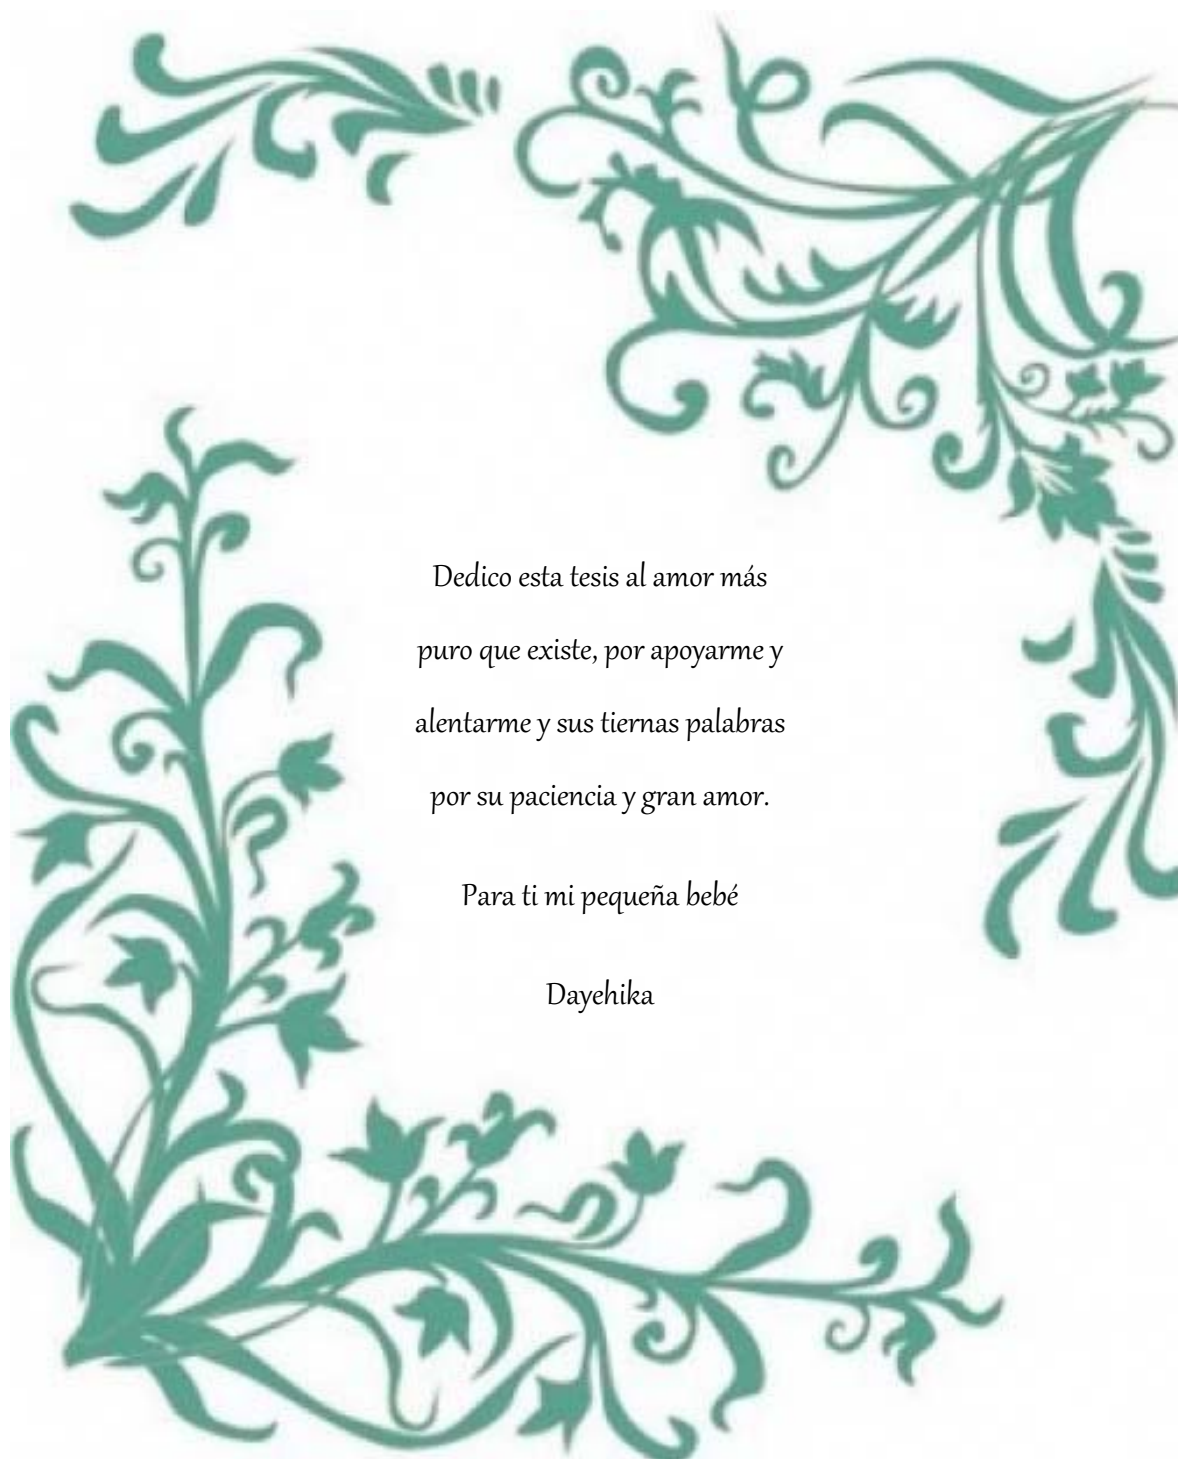 Dedico esta tesis al amor más
puro que existe, por apoyarme y
alentarme y sus tiernas palabras
por su paciencia y gran amor.
Para ti mi pequeña bebé
Dayehika